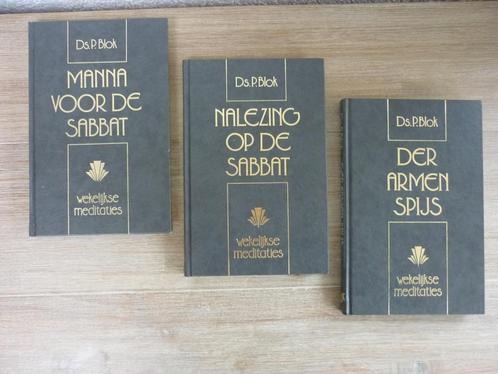 Ds.P.Blok
MANNA
VOOR DE
SABBAT
wekelijkse
meditaties
Ds.P.Blok
NALEZING
OP DE
SABBAT
wekelijkse
meditaties
Ds.P.Blok
DER
ARMEN
SPIJS
wekelijkse
meditaties